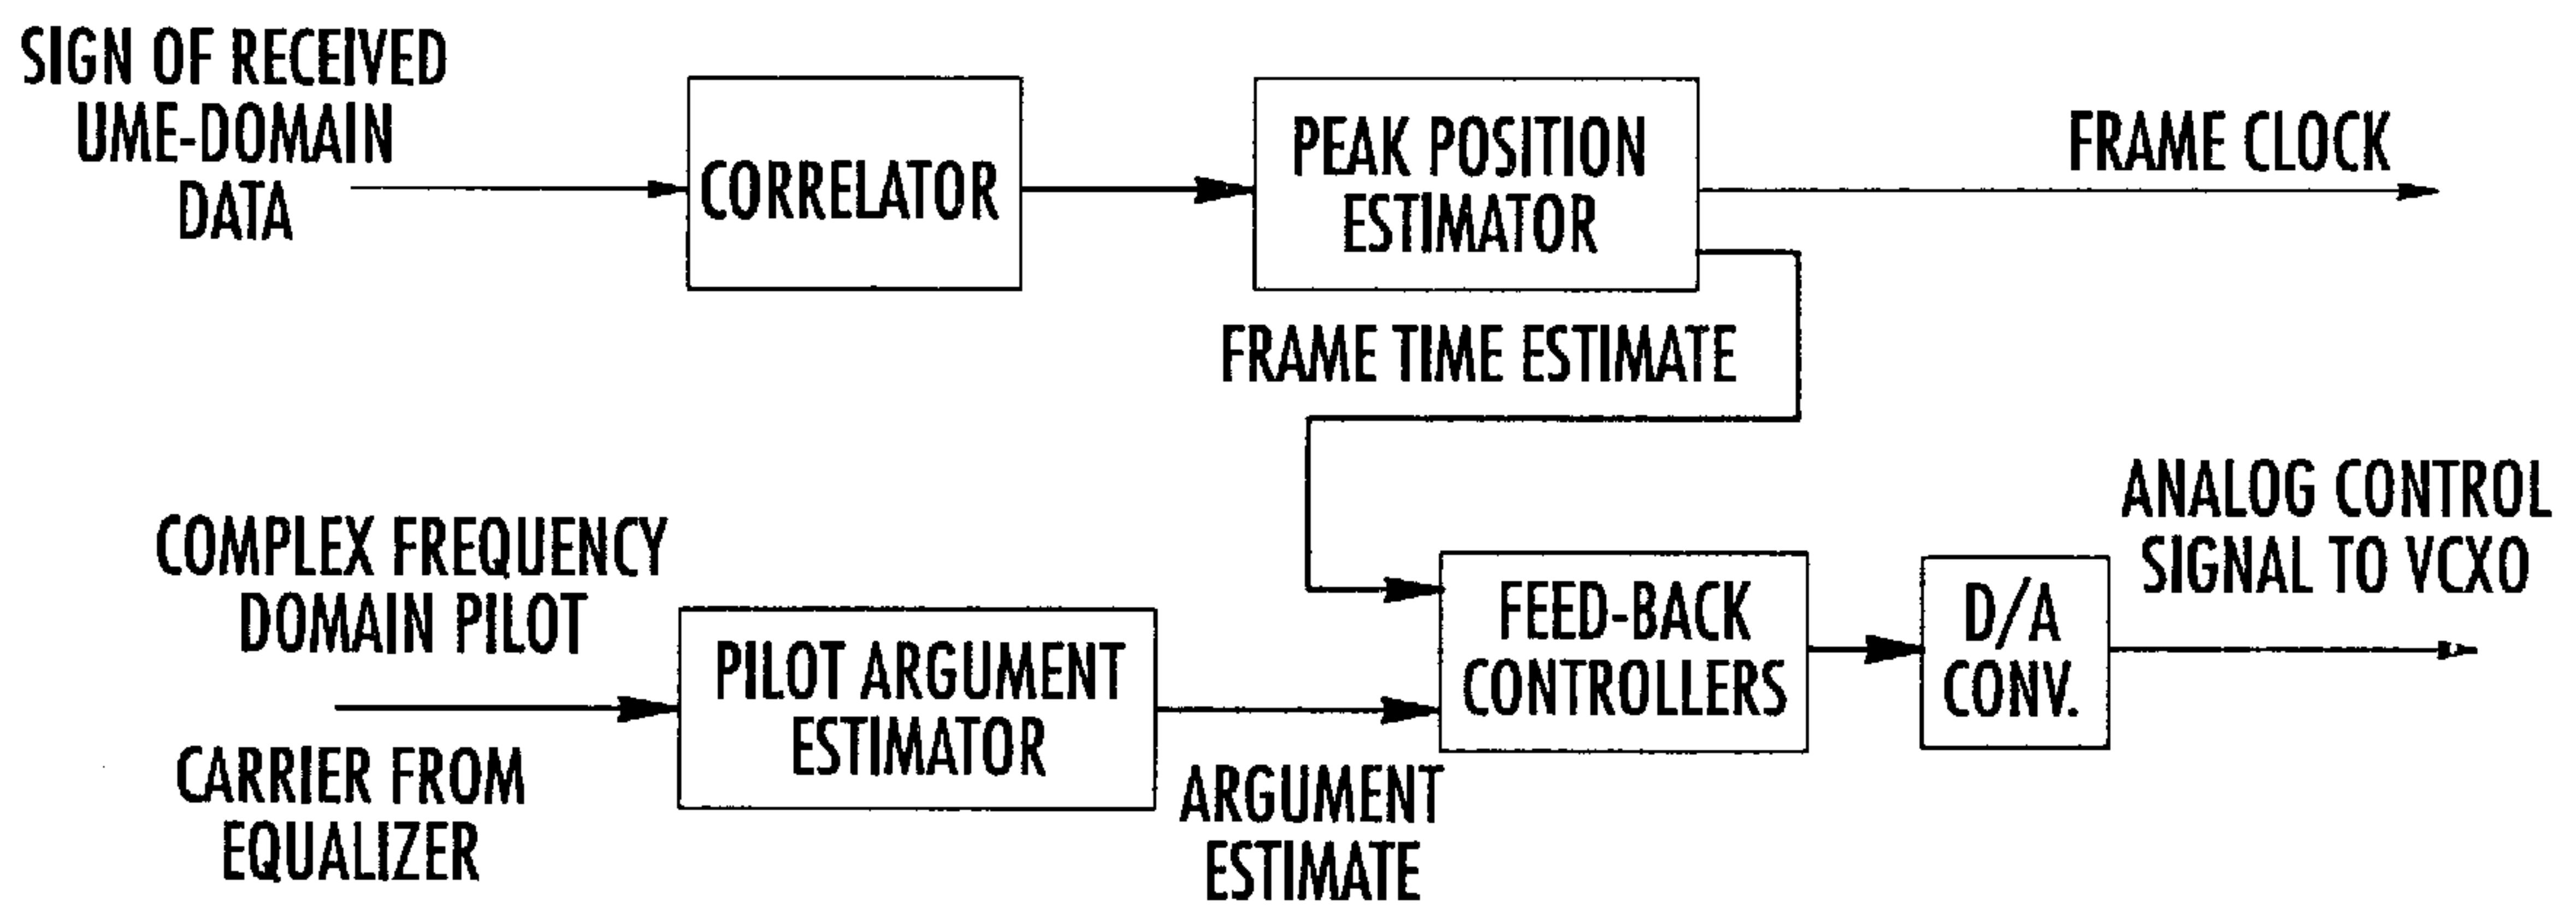 SIGN OF RECEIVED
UME-DOMAIN
DATA
CORRELATOR
PEAK POSITION
ESTIMATOR
FRAME CLOCK
FRAME TIME ESTIMATE
COMPLEX FREQUENCY
DOMAIN PILOT
CARRIER FROM
EQUALIZER
PILOT ARGUMENT
ESTIMATOR
ARGUMENT
ESTIMATE
FEED-BACK
CONTROLLERS
D/A
CONV.
ANALOG CONTROL
SIGNAL TO VCXO